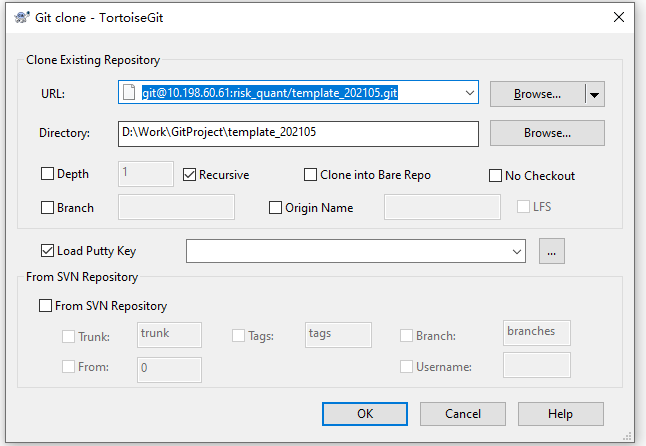 Git clone - TortoiseGit
Clone Existing Repository
URL: git@10.198.60.61:risk_quant/template_202105.git Browse...
Directory: D:\Work\GitProject\template_202105 Browse...
Depth 1 Recursive Clone into Bare Repo No Checkout
Branch Origin Name LFS
Load Putty Key ...
From SVN Repository
From SVN Repository
Trunk: trunk Tags: tags Branch: branches
From: 0 Username:
OK Cancel Help